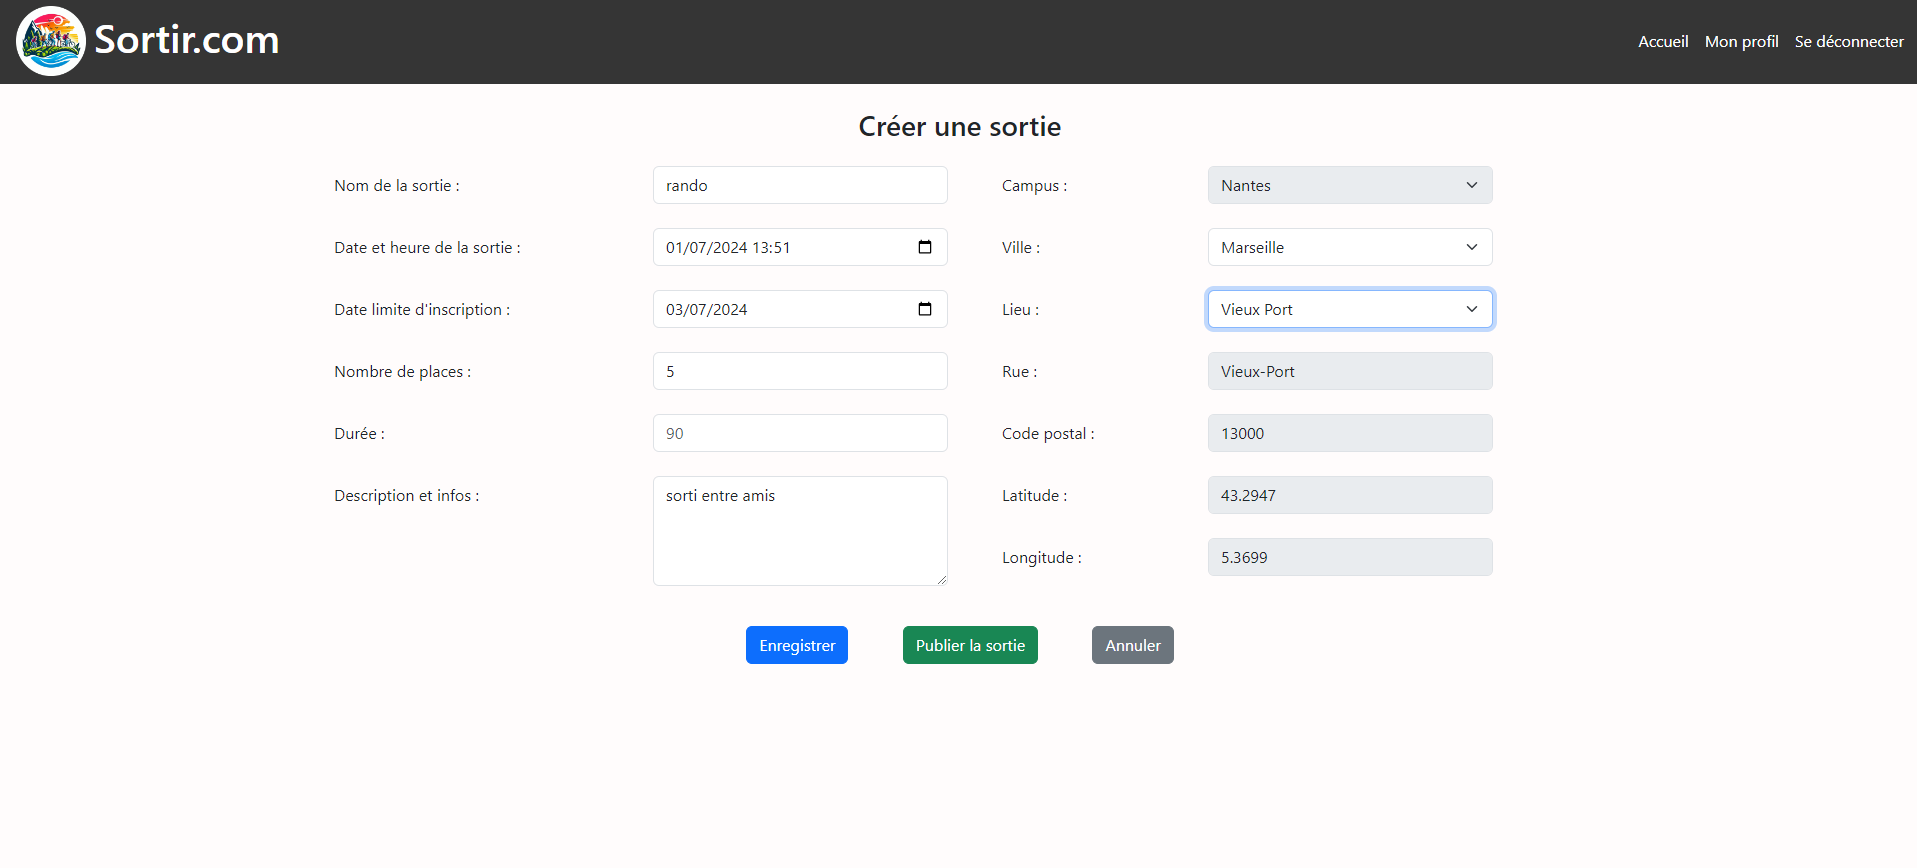 Sortir.com
Accueil Mon profil Se déconnecter
Créer une sortie
Nom de la sortie : rando
Campus : Nantes
Date et heure de la sortie : 01/07/2024 13:51
Ville : Marseille
Date limite d'inscription : 03/07/2024
Lieu : Vieux Port
Nombre de places : 5
Rue : Vieux-Port
Durée : 90
Code postal : 13000
Description et infos : sorti entre amis
Latitude : 43.2947
Longitude : 5.3699
Enregistrer Publier la sortie Annuler